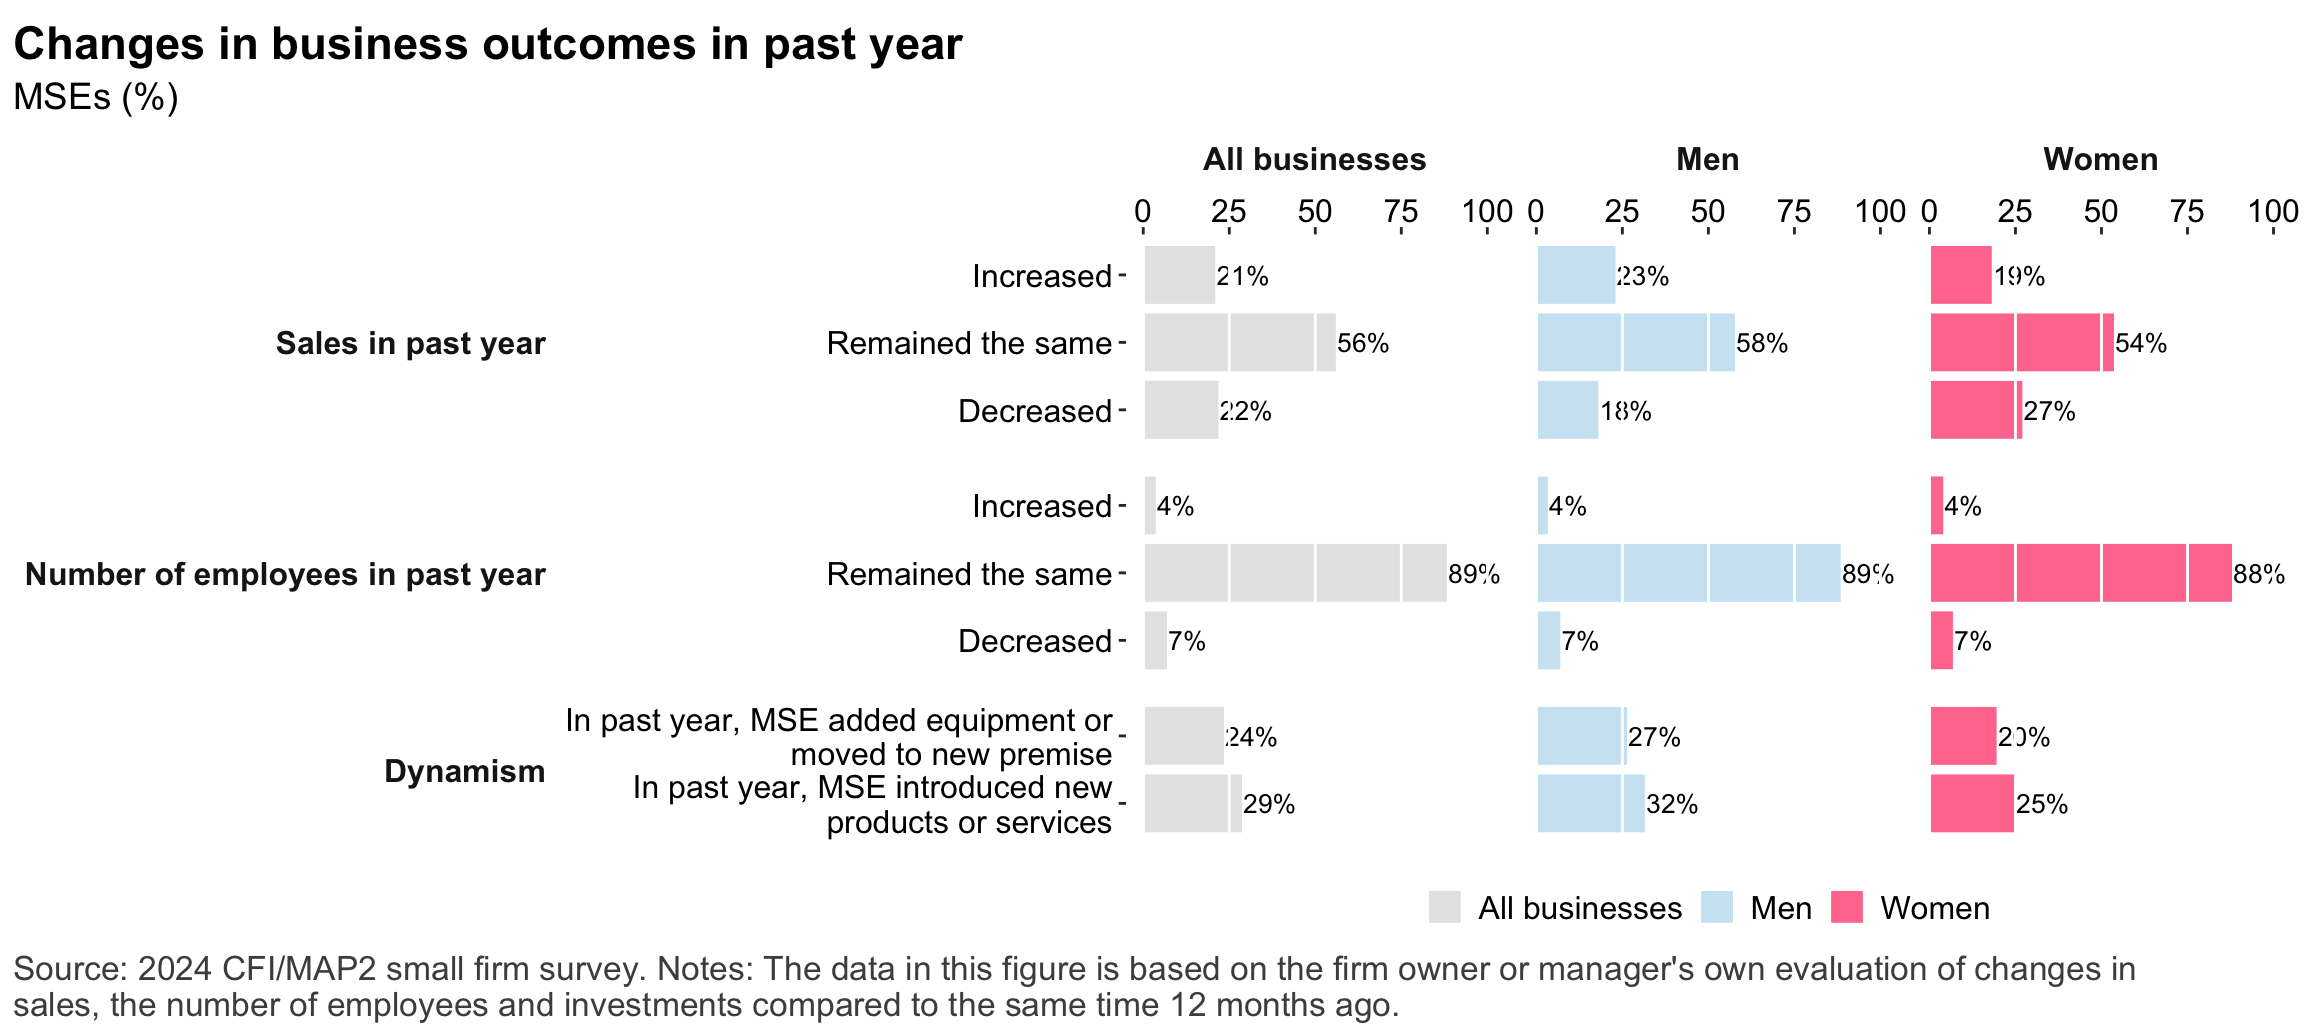 Changes in business outcomes in past year
MSEs (%)
All businesses Men Women
0 25 50 75 100 0 25 50 75 100 0 25 50 75 100
Increased 21% 23% 19%
Sales in past year Remained the same 56% 58% 54%
Decreased 22% 18% 27%
Increased 4% 4% 4%
Number of employees in past year Remained the same 89% 89% 88%
Decreased 7% 7% 7%
In past year, MSE added equipment or
moved to new premise 24% 27% 20%
Dynamism
In past year, MSE introduced new
products or services 29% 32% 25%
All businesses Men Women
Source: 2024 CFI/MAP2 small firm survey. Notes: The data in this figure is based on the firm owner or manager's own evaluation of changes in
sales, the number of employees and investments compared to the same time 12 months ago.